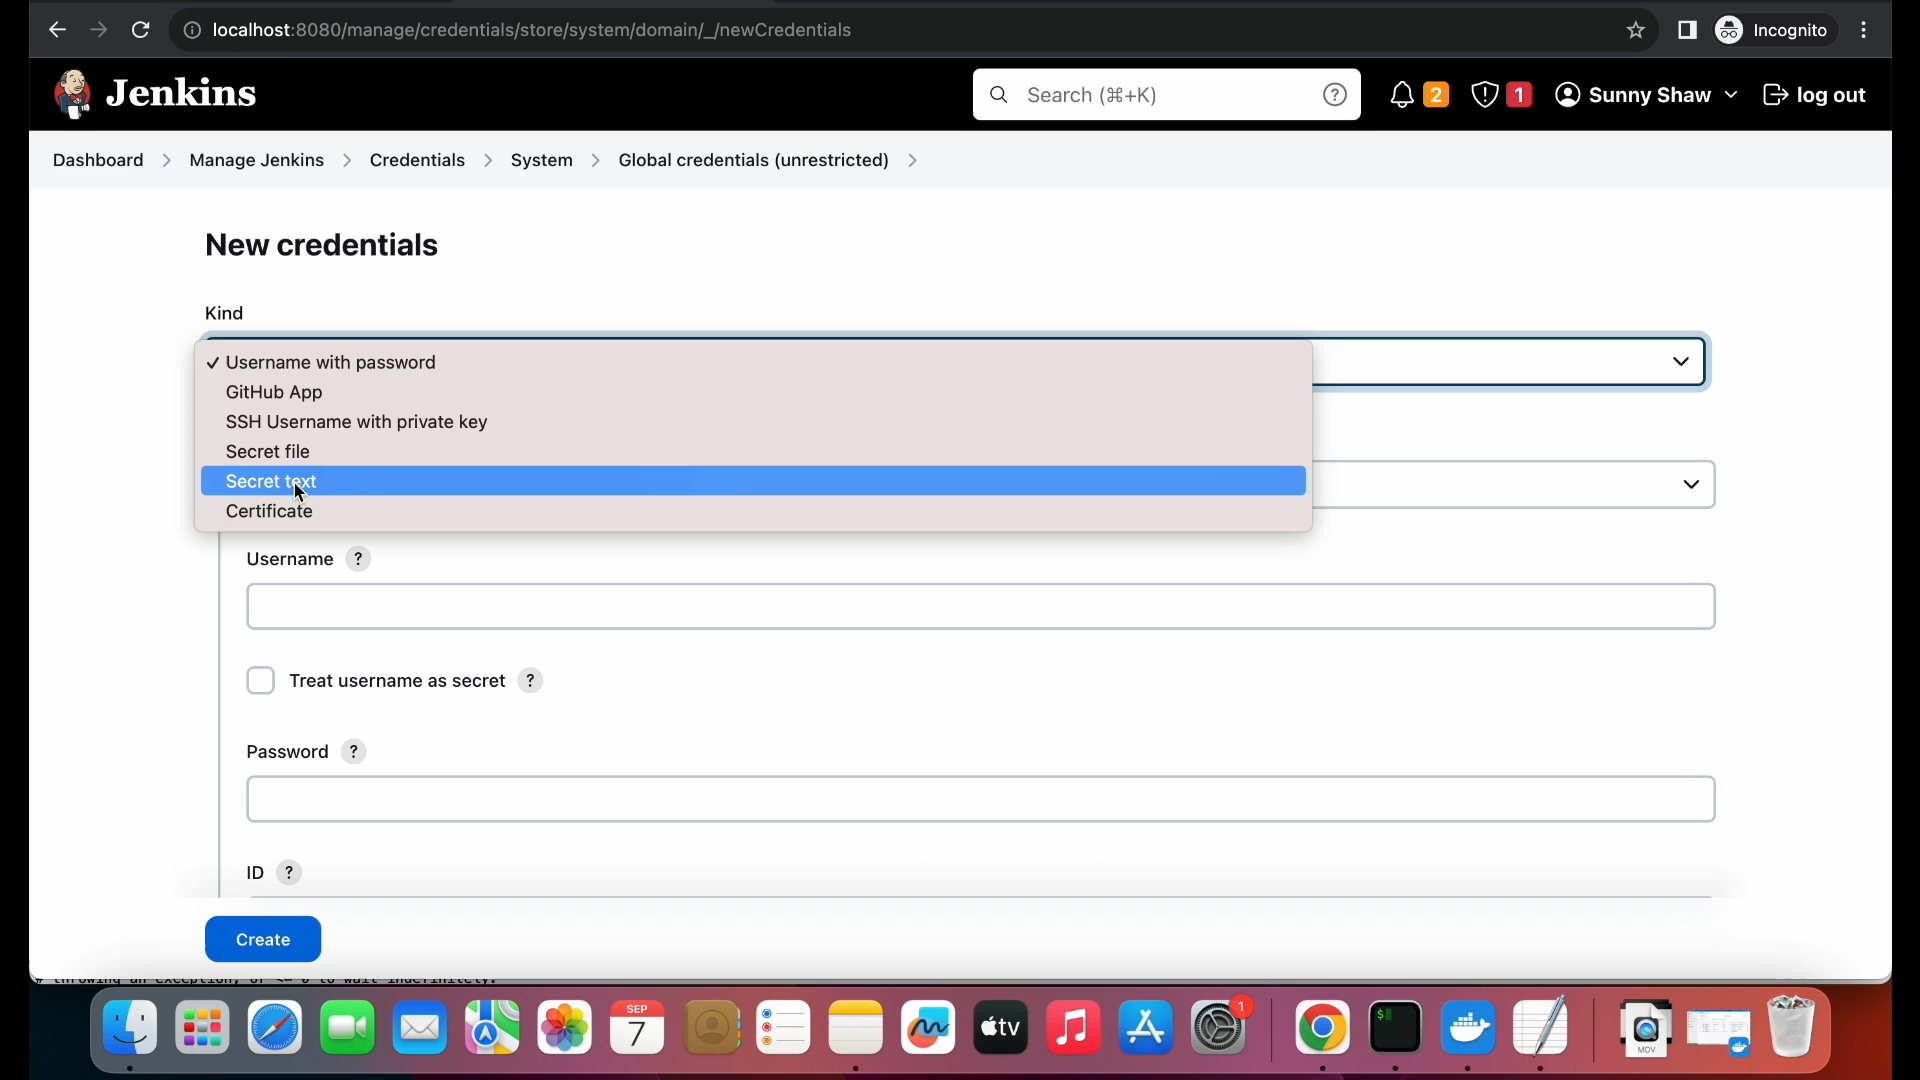 localhost:8080/manage/credentials/store/system/domain/_/newCredentials
Incognito
Jenkins
Search (⌘+K)
?
2
1
Sunny Shaw
log out
Dashboard > Manage Jenkins > Credentials > System > Global credentials (unrestricted) >
New credentials
Kind
✓ Username with password
GitHub App
SSH Username with private key
Secret file
Secret text
Certificate
Username ?
Treat username as secret ?
Password ?
ID ?
Create
SEP
7
tv
1
$
MOV